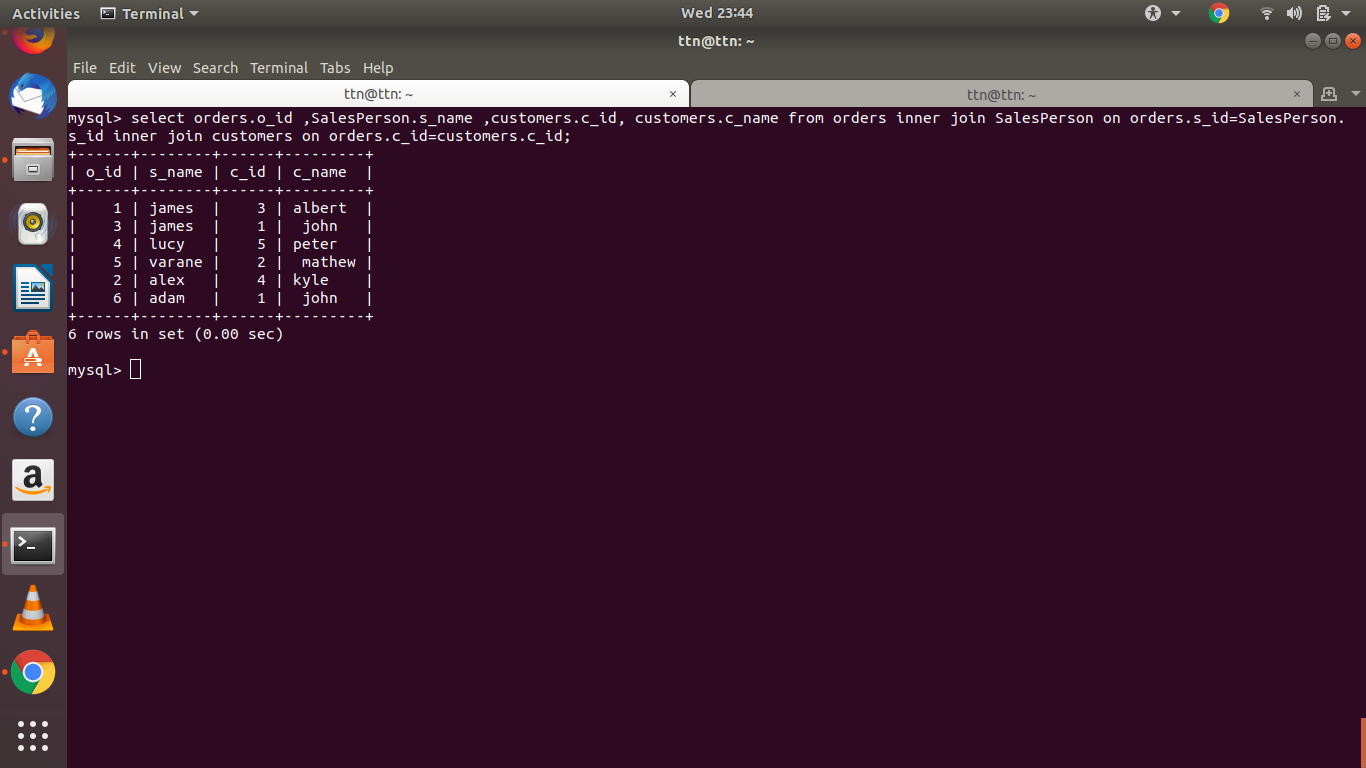 Activities Terminal Wed 23:44
ttn@ttn: ~
File Edit View Search Terminal Tabs Help
ttn@ttn: ~ × ttn@ttn: ~ ×
mysql> select orders.o_id ,SalesPerson.s_name ,customers.c_id, customers.c_name from orders inner join SalesPerson on orders.s_id=SalesPerson.
s_id inner join customers on orders.c_id=customers.c_id;
+------+--------+------+---------+
| o_id | s_name | c_id | c_name  |
+------+--------+------+---------+
|    1 | james  |    3 | albert  |
|    3 | james  |    1 |  john   |
|    4 | lucy   |    5 | peter   |
|    5 | varane |    2 |  mathew |
|    2 | alex   |    4 | kyle    |
|    6 | adam   |    1 |  john   |
+------+--------+------+---------+
6 rows in set (0.00 sec)
mysql>